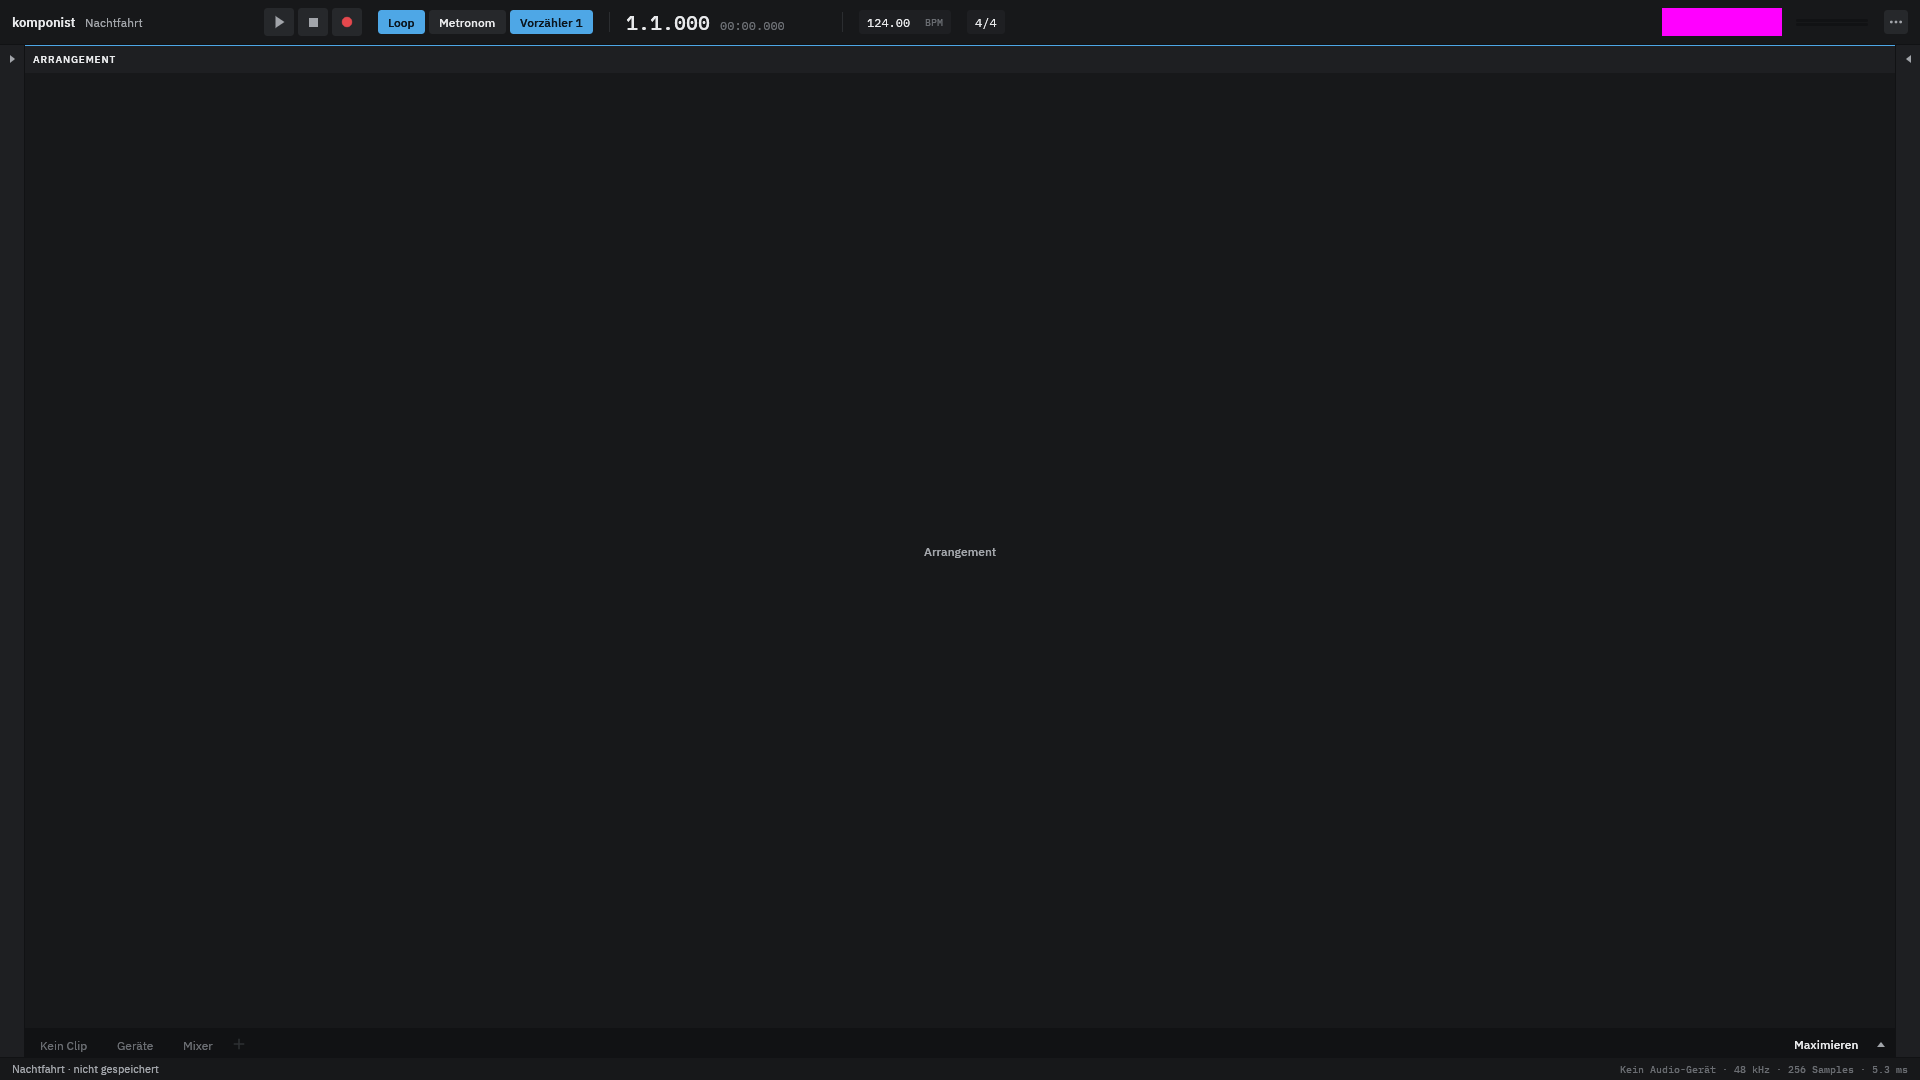 komponist Nachtfahrt Loop Metronom Vorzähler 1 1.1.000 00:00.000 124.00 BPM 4/4
ARRANGEMENT
Arrangement
Kein Clip Geräte Mixer + Maximieren
Nachtfahrt · nicht gespeichert Kein Audio-Gerät · 48 kHz · 256 Samples · 5.3 ms